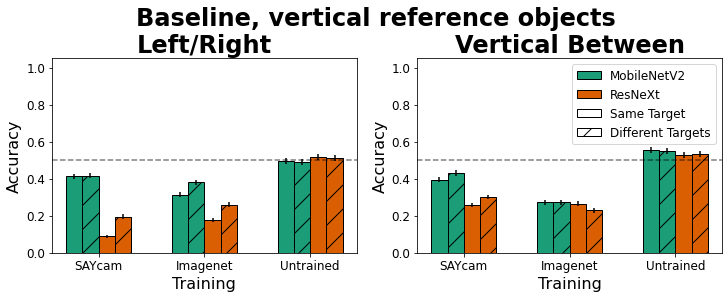 Baseline, vertical reference objects
Left/Right
1.0
0.8
0.6
0.4
0.2
0.0
Accuracy
SAYcam
Imagenet
Untrained
Training
Vertical Between
1.0
0.8
0.6
0.4
0.2
0.0
Accuracy
MobileNetV2
ResNeXt
Same Target
Different Targets
SAYcam
Imagenet
Untrained
Training